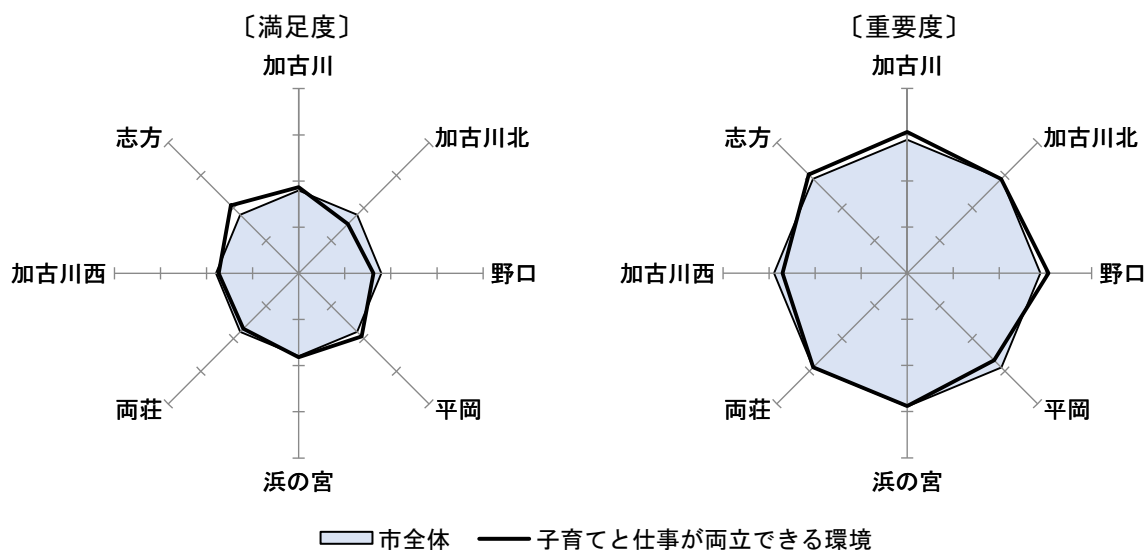 〔満足度〕
加古川
加古川北
野口
平岡
浜の宮
両荘
加古川西
志方
〔重要度〕
加古川
加古川北
野口
平岡
浜の宮
両荘
加古川西
志方
市全体
子育てと仕事が両立できる環境